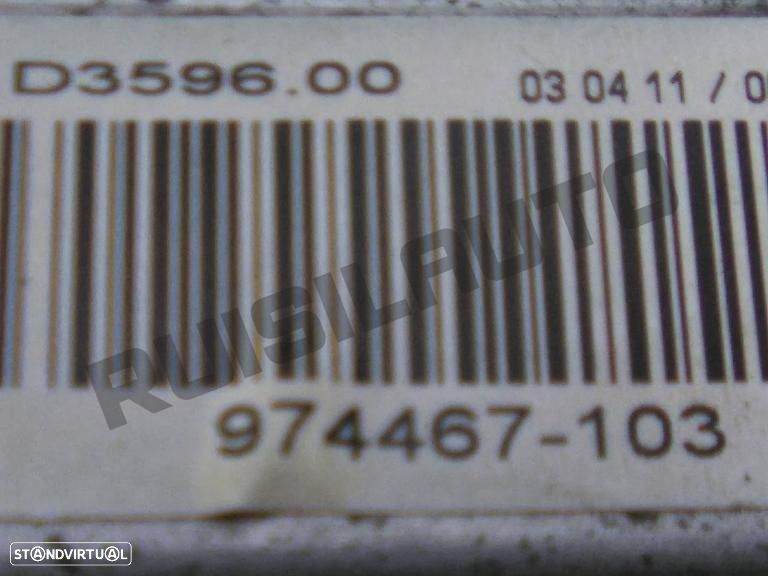 D3596.00
03 04 11 / 0
RUISILAUTO
974467-103
STANDVIRTUAL